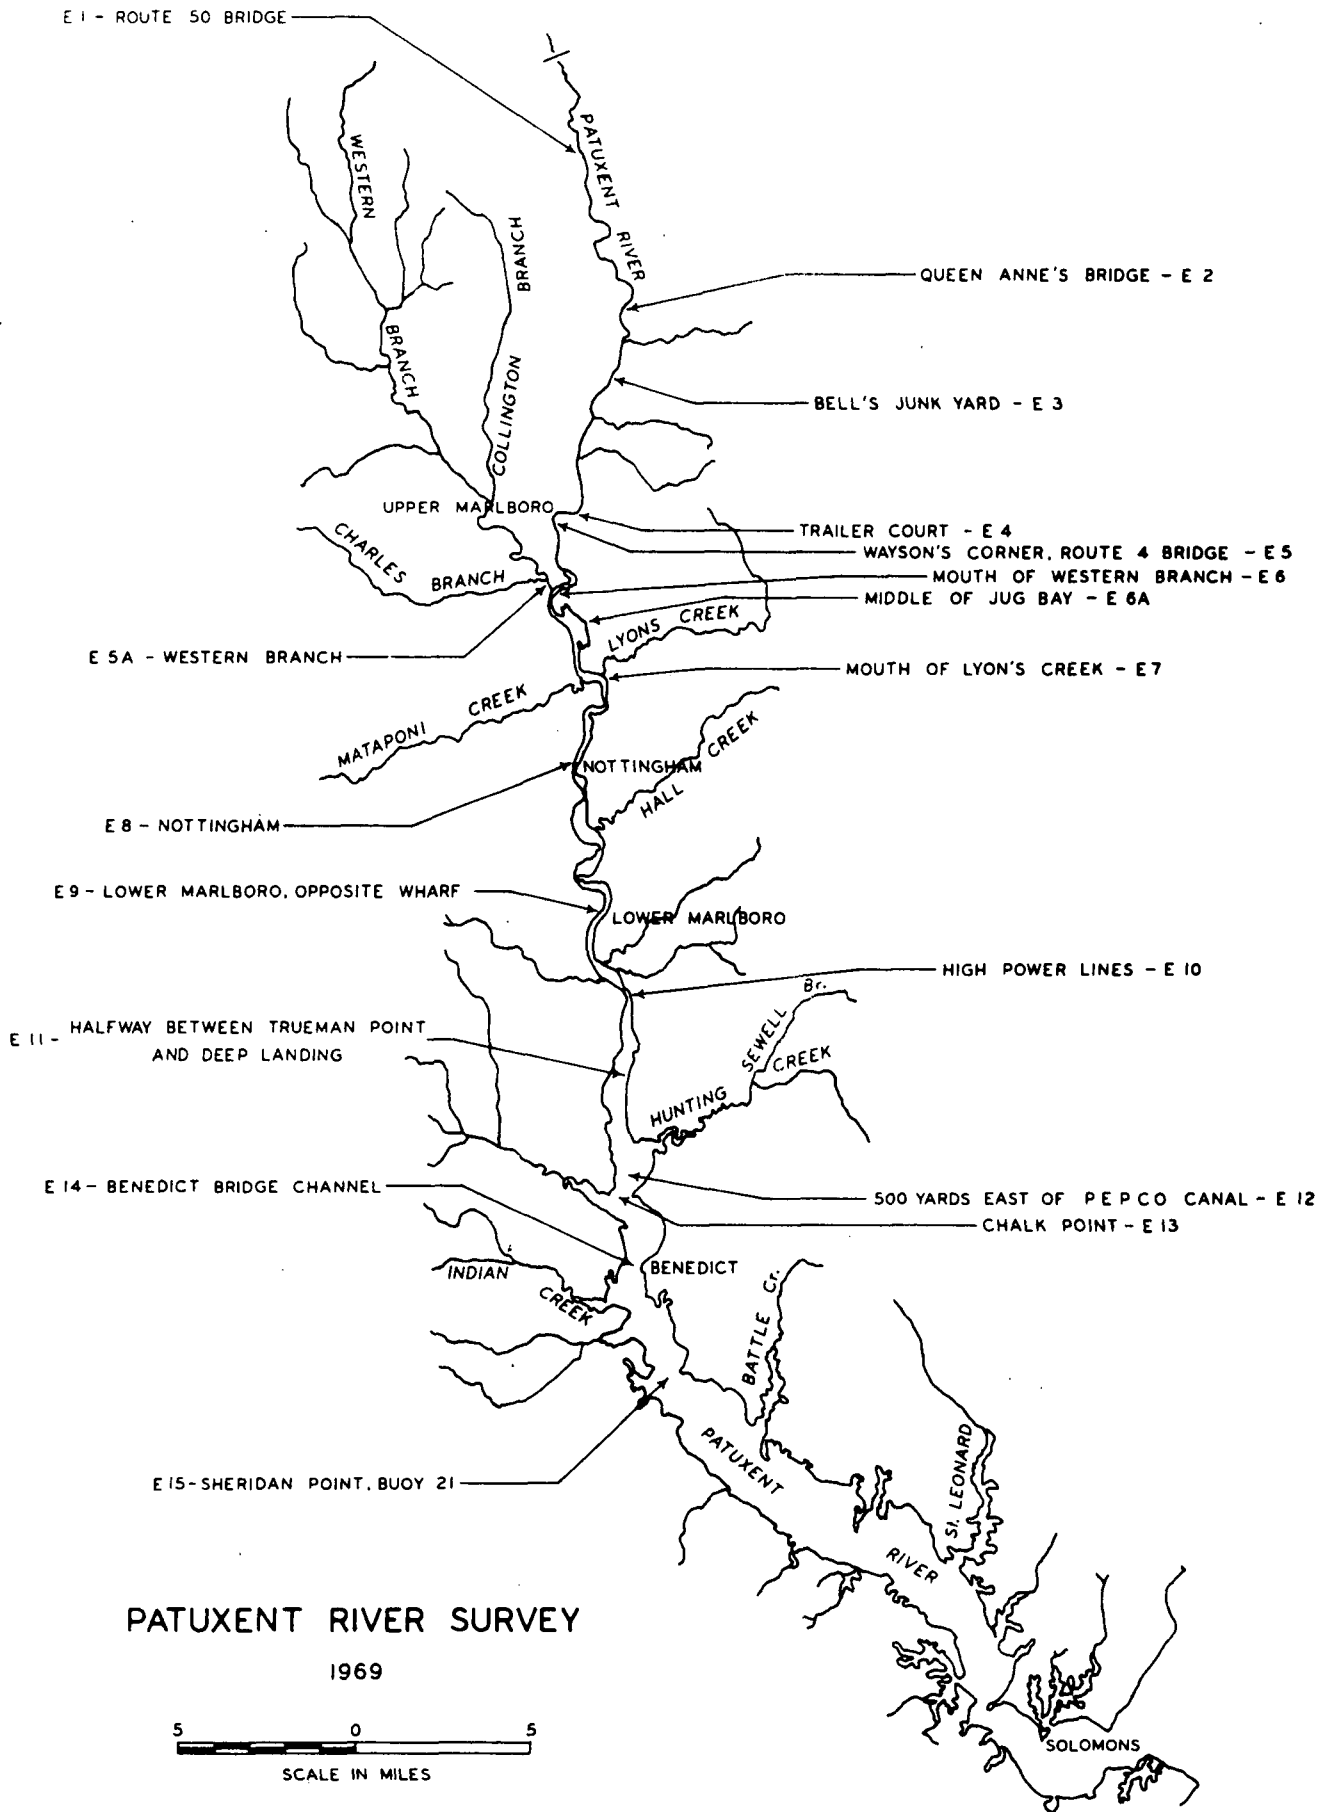 E 1 - ROUTE 50 BRIDGE
PATUXENT RIVER
WESTERN
BRANCH
COLLINGTON BRANCH
QUEEN ANNE'S BRIDGE - E 2
BELL'S JUNK YARD - E 3
UPPER MARLBORO
TRAILER COURT - E 4
WAYSON'S CORNER, ROUTE 4 BRIDGE - E 5
CHARLES BRANCH
MOUTH OF WESTERN BRANCH - E 6
MIDDLE OF JUG BAY - E 6A
LYONS CREEK
E 5A - WESTERN BRANCH
MOUTH OF LYON'S CREEK - E 7
MATAPONI CREEK
NOTTINGHAM
HALL CREEK
E 8 - NOTTINGHAM
E 9 - LOWER MARLBORO, OPPOSITE WHARF
LOWER MARLBORO
HIGH POWER LINES - E 10
SEWELL Br.
E 11 - HALFWAY BETWEEN TRUEMAN POINT
AND DEEP LANDING
HUNTING CREEK
E 14 - BENEDICT BRIDGE CHANNEL
500 YARDS EAST OF PEPCO CANAL - E 12
CHALK POINT - E 13
BENEDICT
INDIAN
CREEK
BATTLE Cr.
PATUXENT
RIVER
St. LEONARD
E 15 - SHERIDAN POINT, BUOY 21
SOLOMONS
PATUXENT RIVER SURVEY
1969
5 0 5
SCALE IN MILES